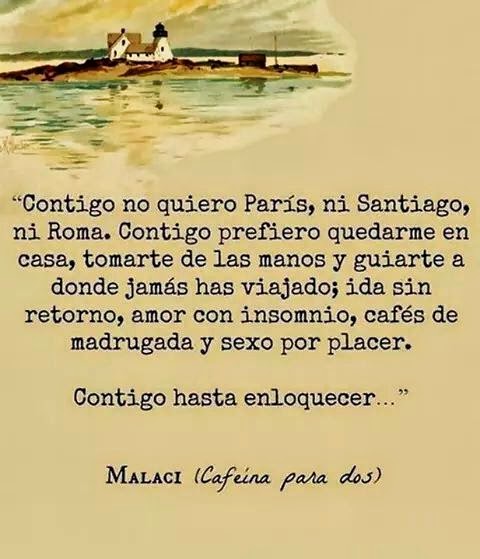 “Contigo no quiero París, ni Santiago,
ni Roma. Contigo prefiero quedarme en
casa, tomarte de las manos y guiarte a
donde jamás has viajado; ida sin
retorno, amor con insomnio, cafés de
madrugada y sexo por placer.
Contigo hasta enloquecer...”
MALACI (Cafeína para dos)